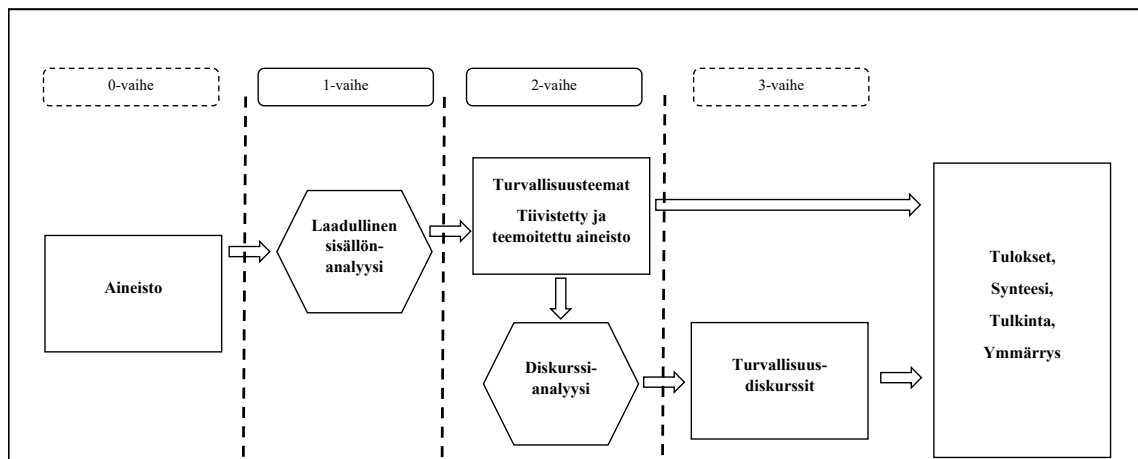 0-vaihe
1-vaihe
2-vaihe
3-vaihe
Aineisto
Laadullinen
sisällön-
analyysi
Turvallisuusteemat
Tiivistetty ja
teemoitettu aineisto
Diskurssi-
analyysi
Turvallisuus-
diskurssit
Tulokset,
Synteesi,
Tulkinta,
Ymmärrys